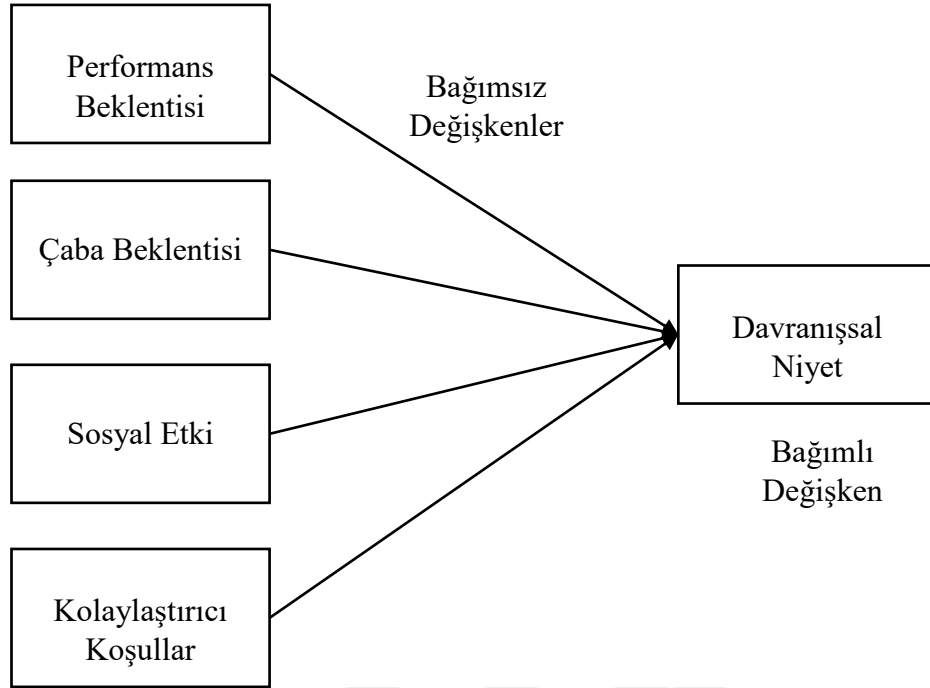 Performans
Beklentisi
Bağımsız
Değişkenler
Çaba Beklentisi
Davranışsal
Niyet
Sosyal Etki
Bağımlı
Değişken
Kolaylaştırıcı
Koşullar